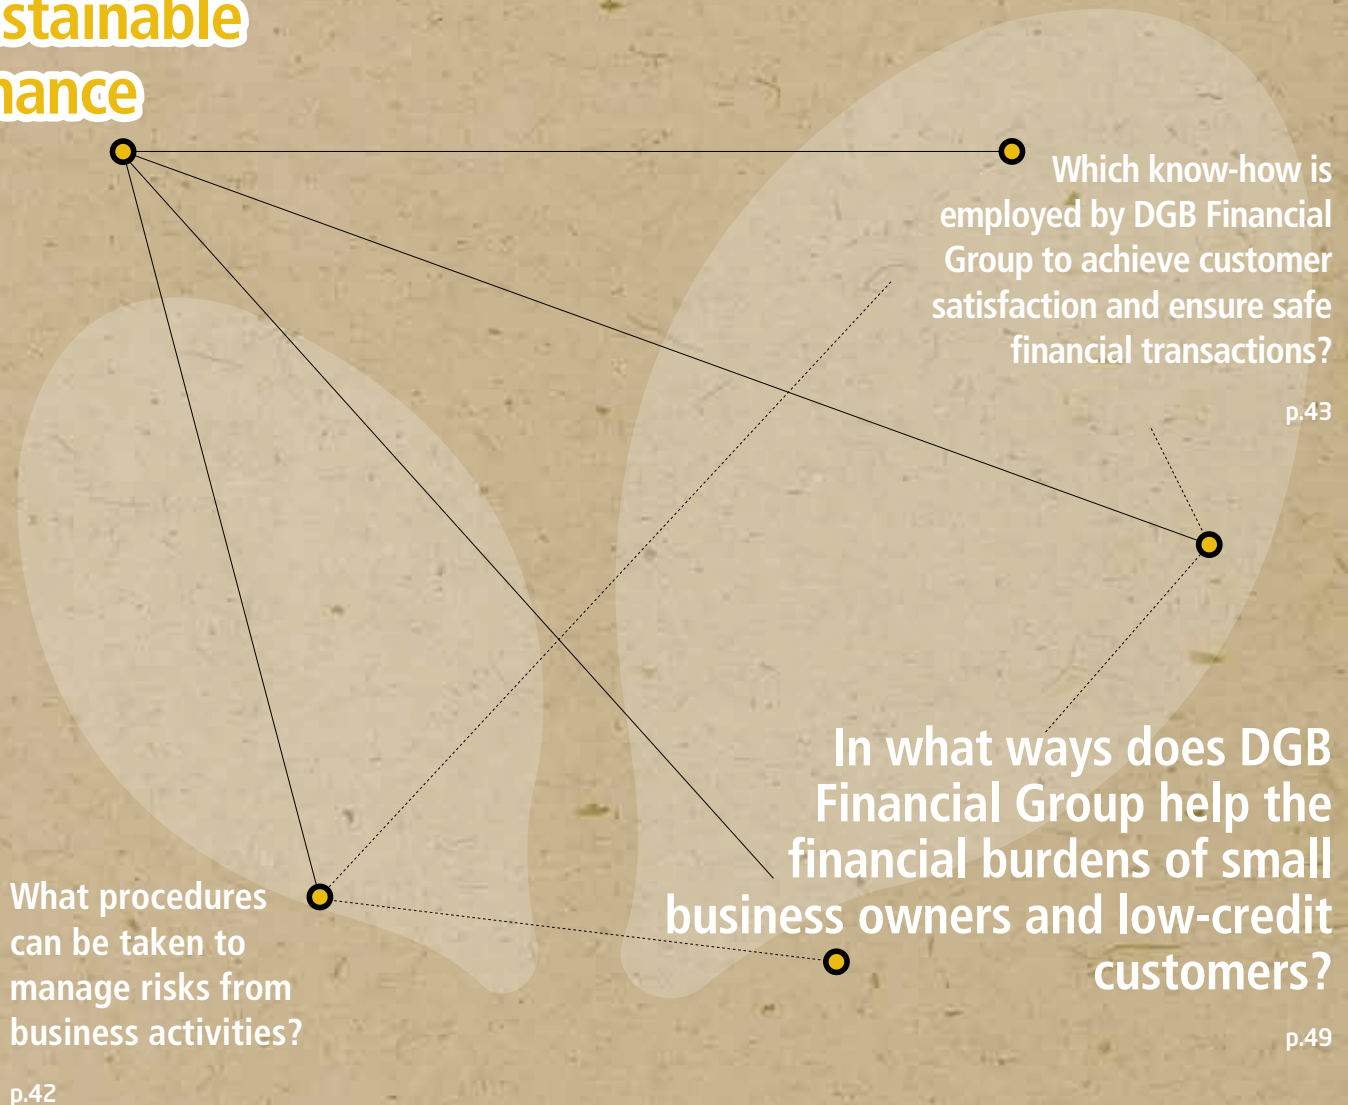 stainable
nance
Which know-how is
employed by DGB Financial
Group to achieve customer
satisfaction and ensure safe
financial transactions?
p.43
In what ways does DGB
Financial Group help the
financial burdens of small
business owners and low-credit
customers?
p.49
What procedures
can be taken to
manage risks from
business activities?
p.42